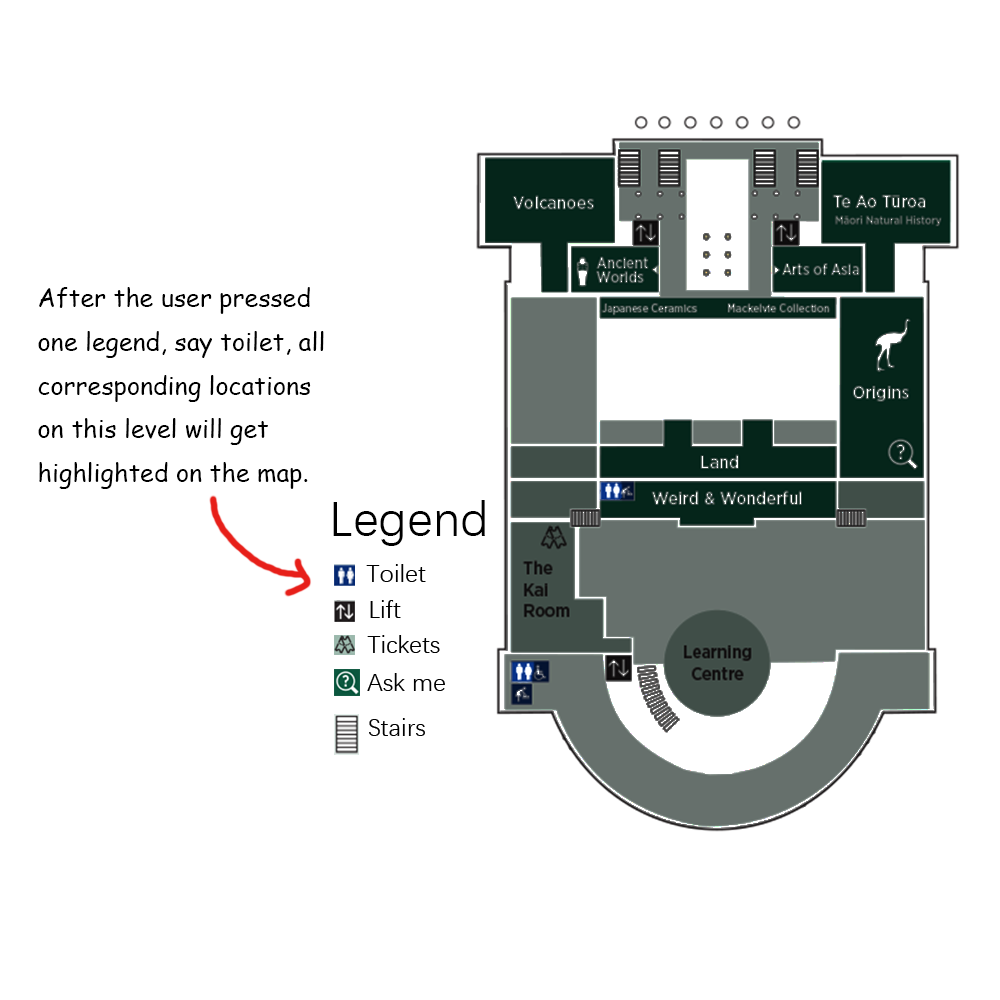 After the user pressed
one legend, say toilet, all
corresponding locations
on this level will get
highlighted on the map.
Legend
Toilet
Lift
Tickets
Ask me
Stairs
Volcanoes
Te Ao Tūroa
Māori Natural History
Ancient
Worlds
Arts of Asia
Japanese Ceramics
Mackelvie Collection
Origins
Land
Weird & Wonderful
The
Kai
Room
Learning
Centre